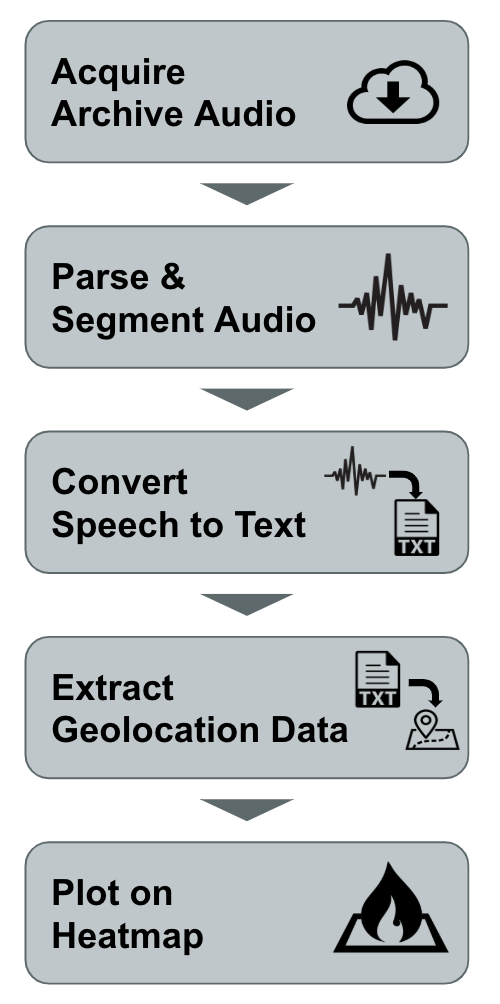 Acquire
Archive Audio
Parse &
Segment Audio
Convert
Speech to Text
TXT
Extract
TXT
Geolocation Data
Plot on
Heatmap